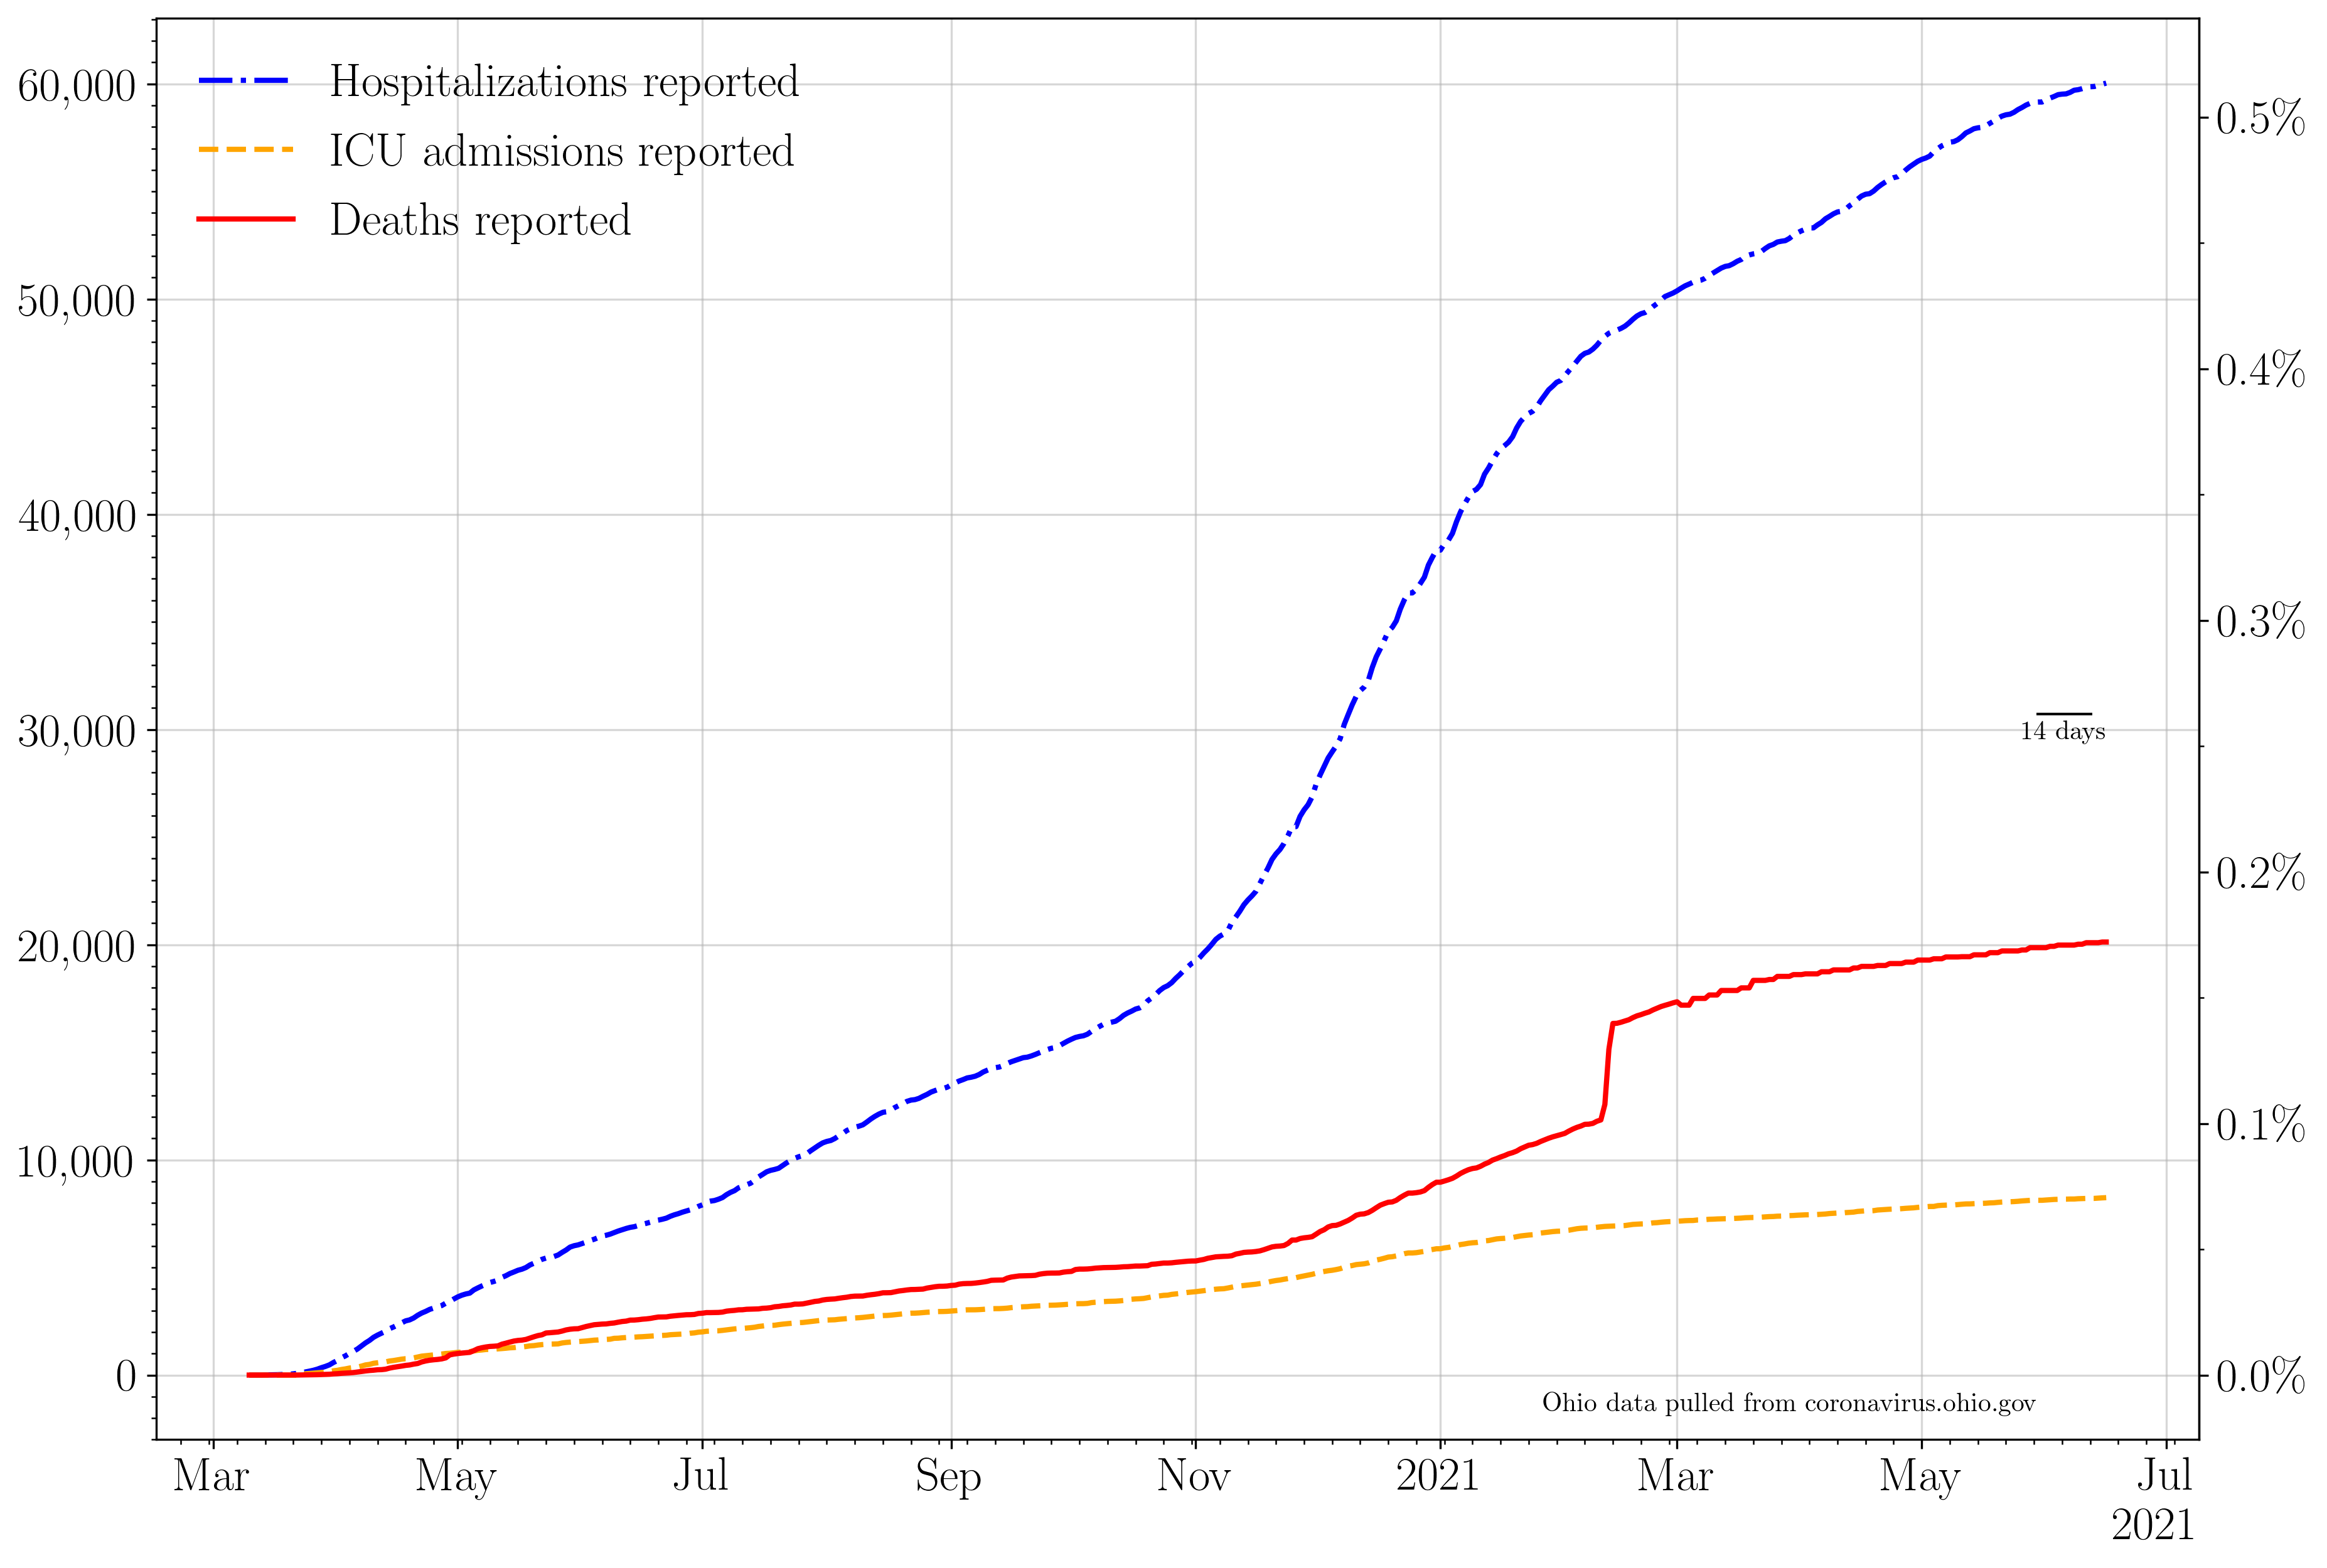 Hospitalizations reported
ICU admissions reported
Deaths reported
60,000
50,000
40,000
30,000
20,000
10,000
0
0.5%
0.4%
0.3%
0.2%
0.1%
0.0%
14 days
Ohio data pulled from coronavirus.ohio.gov
Mar May Jul Sep Nov 2021 Mar May Jul
2021